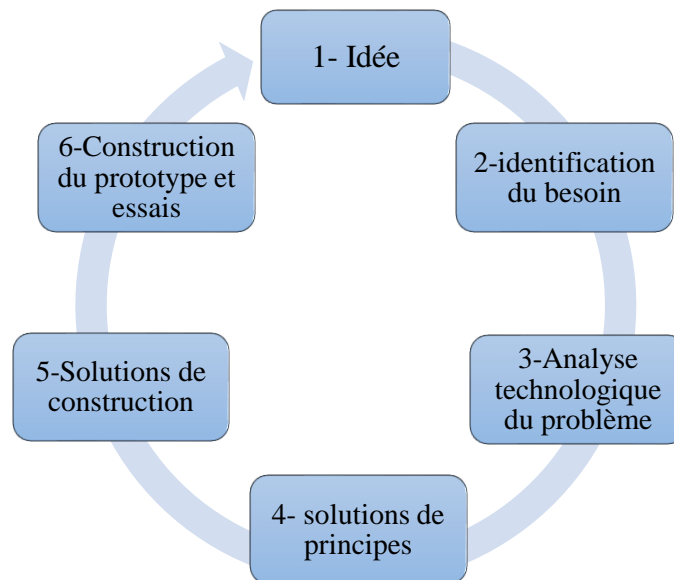 1- Idée
2-identification
du besoin
3-Analyse
technologique
du problème
4- solutions de
principes
5-Solutions de
construction
6-Construction
du prototype et
essais